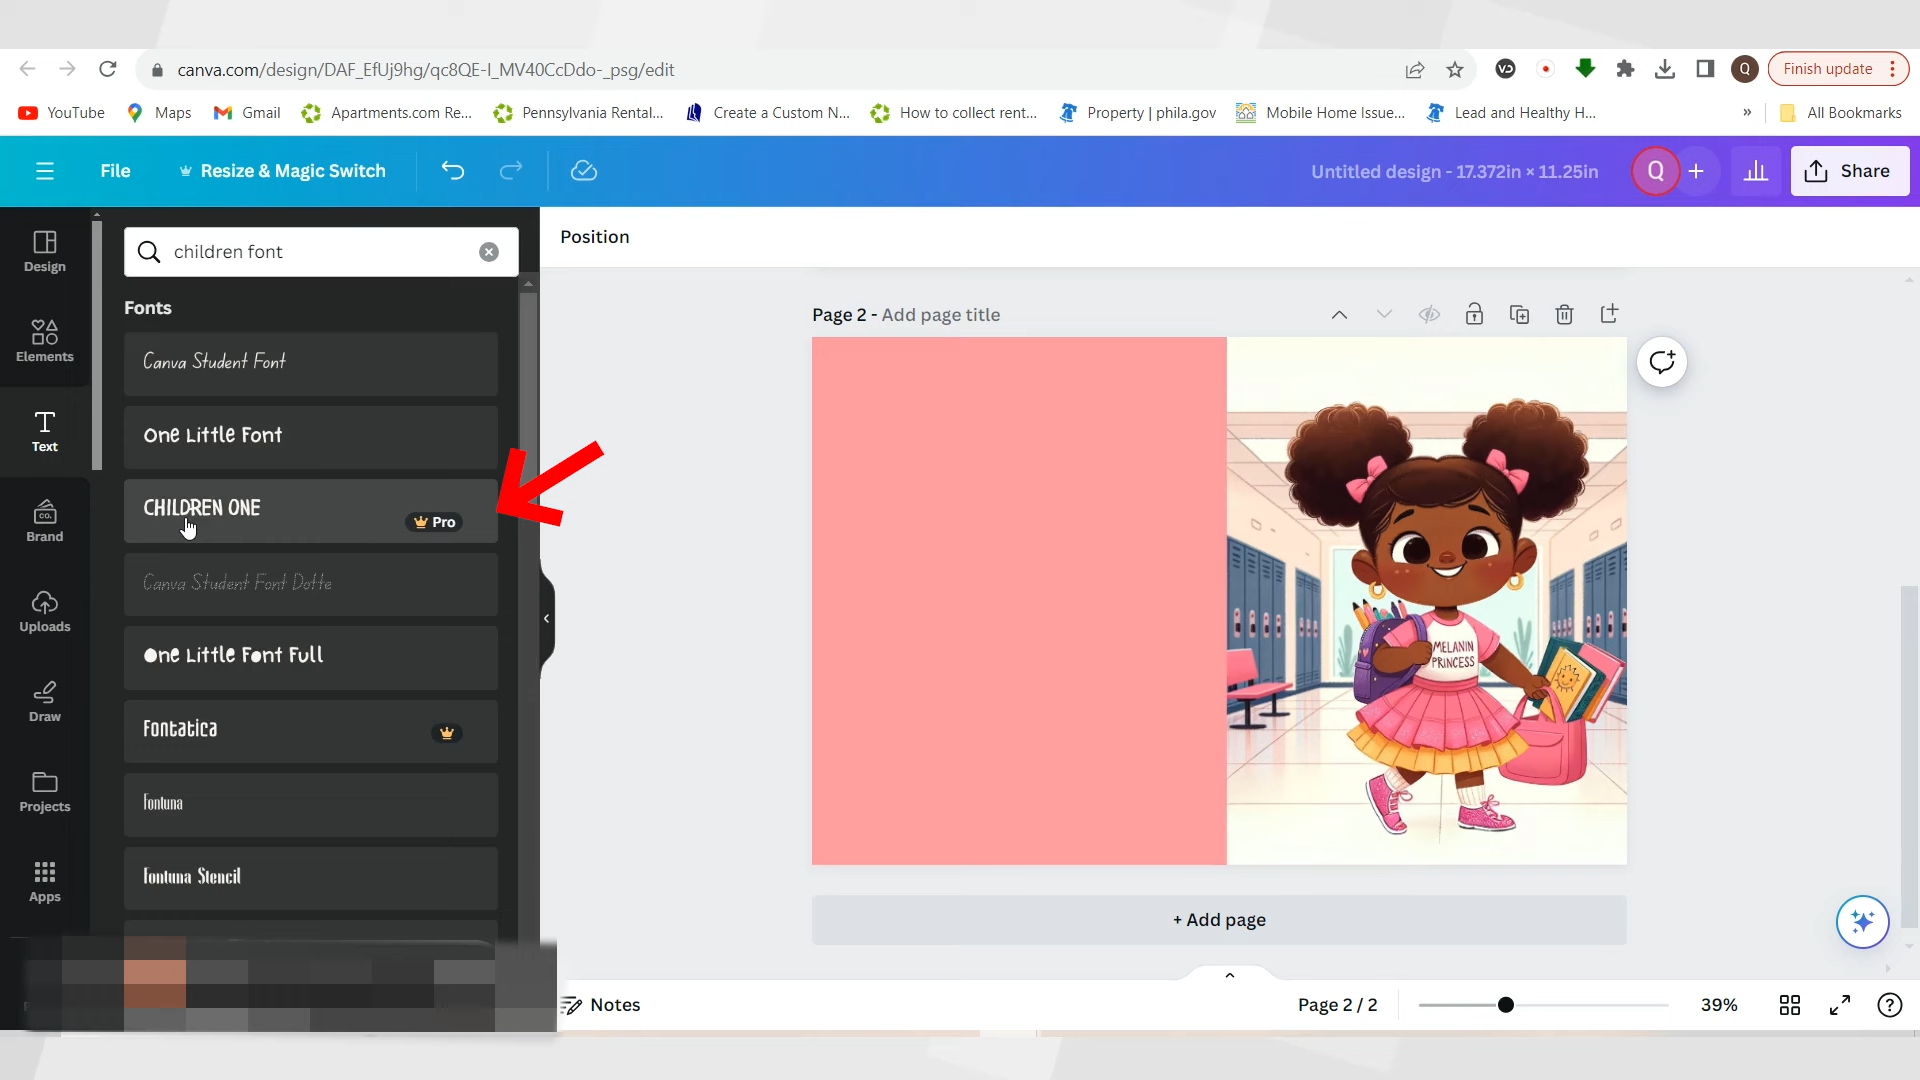 canva.com/design/DAF_EfUj9hg/qc8QE-I_MV40CcDdo-_psg/edit
Q
Finish update
YouTube
Maps
Gmail
Apartments.com Re...
Pennsylvania Rental...
Create a Custom N...
How to collect rent...
Property | phila.gov
Mobile Home Issue...
Lead and Healthy H...
»
All Bookmarks
File
Resize & Magic Switch
Untitled design - 17.372in × 11.25in
Q
+
Share
Design
Elements
Text
Brand
Uploads
Draw
Projects
Apps
children font
Fonts
Canva Student Font
One Little Font
CHILDREN ONE
Pro
Canva Student Font Dotte
One Little Font Full
Fontatica
Fontuna
Fontuna Stencil
Position
Page 2 - Add page title
MELANIN
PRINCESS
+ Add page
Notes
Page 2 / 2
39%